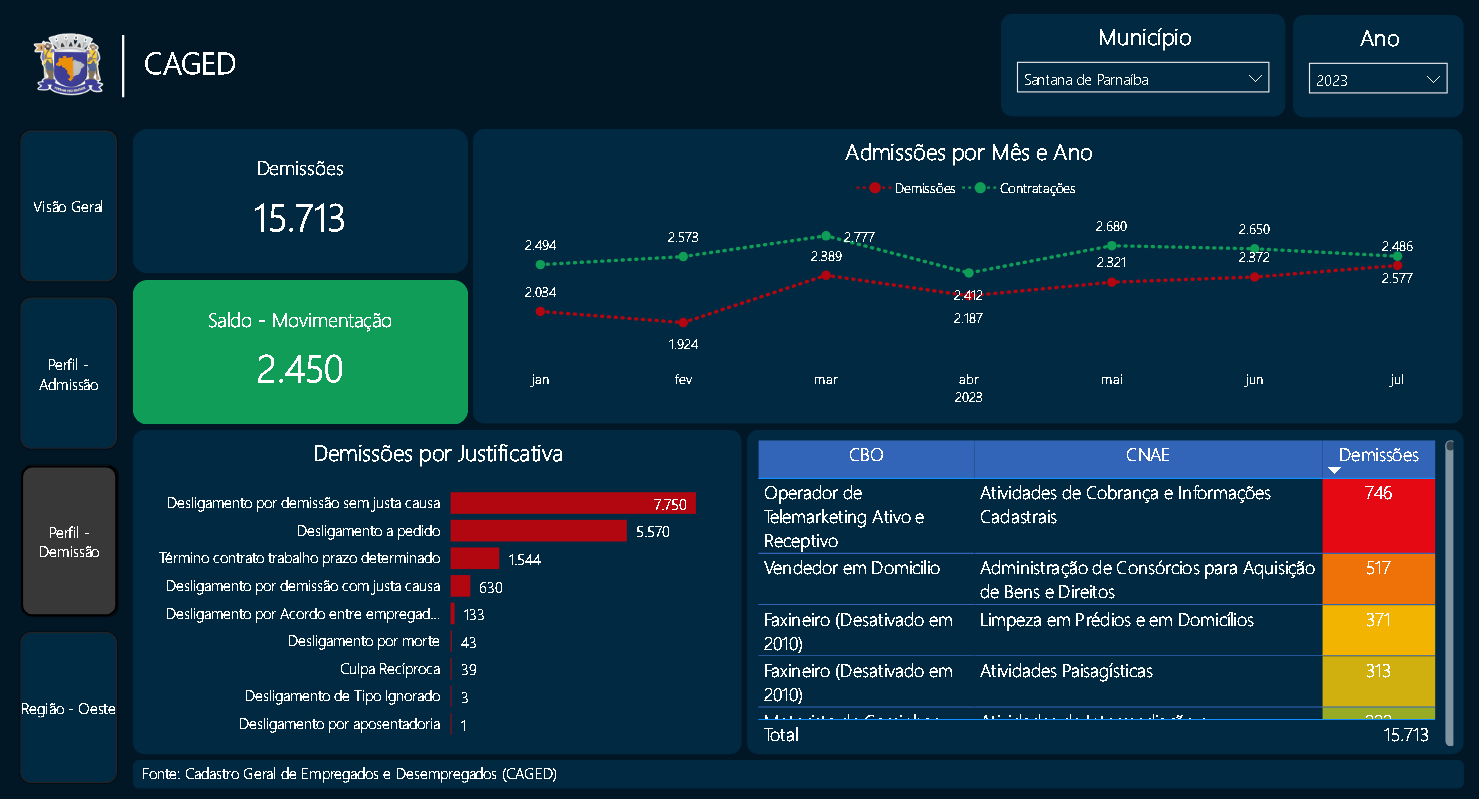 CAGED
Município
Santana de Parnaíba
Ano
2023
Visão Geral
Perfil -
Admissão
Perfil -
Demissão
Região - Oeste
Demissões
15.713
Saldo - Movimentação
2.450
Admissões por Mês e Ano
Demissões Contratações
2.494 2.573 2.777 2.412 2.680 2.650 2.577
2.034 1.924 2.389 2.187 2.321 2.372 2.486
jan fev mar abr mai jun jul
2023
Demissões por Justificativa
Desligamento por demissão sem justa causa 7.750
Desligamento a pedido 5.570
Término contrato trabalho prazo determinado 1.544
Desligamento por demissão com justa causa 630
Desligamento por Acordo entre empregad... 133
Desligamento por morte 43
Culpa Recíproca 39
Desligamento de Tipo Ignorado 3
Desligamento por aposentadoria 1
CBO CNAE Demissões
Operador de Atividades de Cobrança e Informações 746
Telemarketing Ativo e Cadastrais
Receptivo
Vendedor em Domicilio Administração de Consórcios para Aquisição 517
de Bens e Direitos
Faxineiro (Desativado em Limpeza em Prédios e em Domicílios 371
2010)
Faxineiro (Desativado em Atividades Paisagísticas 313
2010)
Total 15.713
Fonte: Cadastro Geral de Empregados e Desempregados (CAGED)